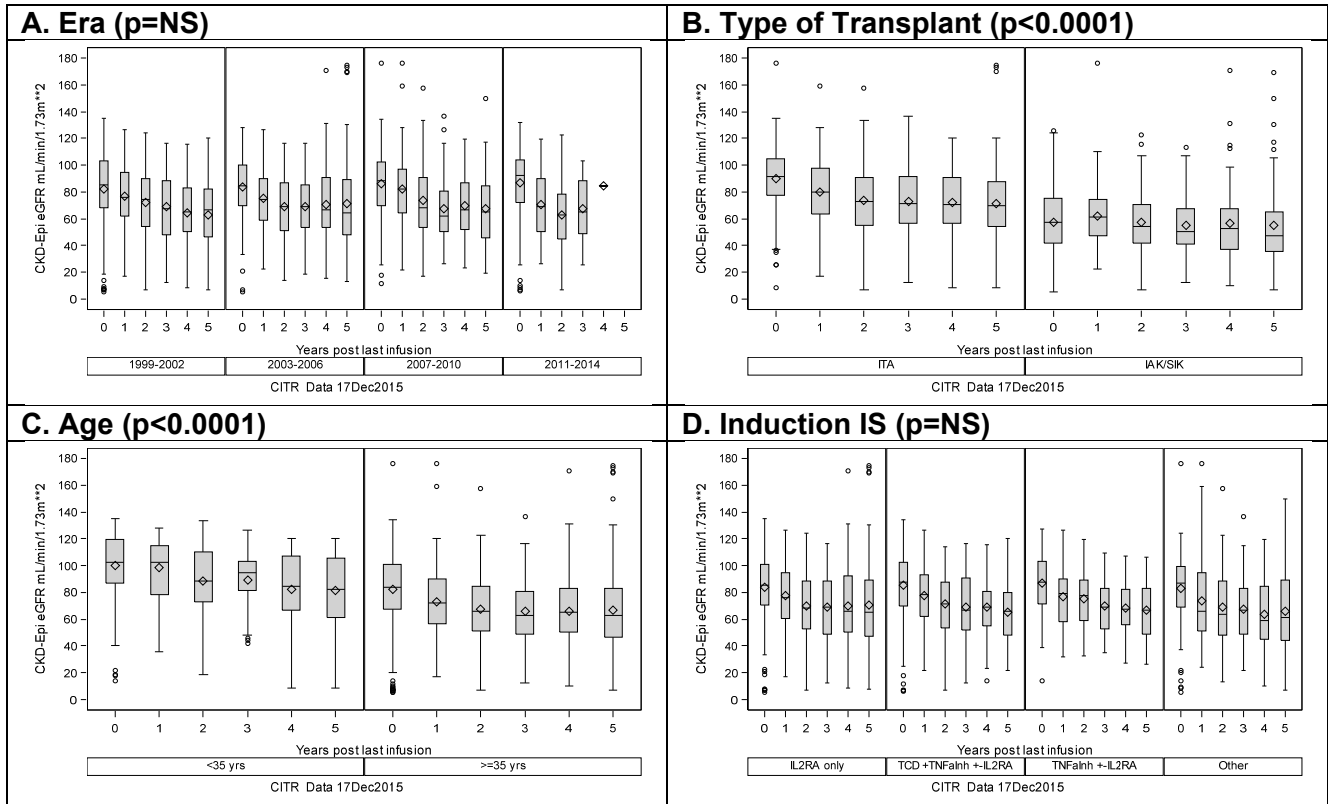 A. Era (p=NS)
CKD-Epi eGFR mL/min/1.73m**2
180
160
140
120
100
80
60
40
20
0
0 1 2 3 4 5 0 1 2 3 4 5 0 1 2 3 4 5 0 1 2 3 4 5
Years post last infusion
1999-2002 2003-2006 2007-2010 2011-2014
CITR Data 17Dec2015
B. Type of Transplant (p<0.0001)
CKD-Epi eGFR mL/min/1.73m**2
180
160
140
120
100
80
60
40
20
0
0 1 2 3 4 5 0 1 2 3 4 5
Years post last infusion
ITA IAK/SIK
CITR Data 17Dec2015
C. Age (p<0.0001)
CKD-Epi eGFR mL/min/1.73m**2
180
160
140
120
100
80
60
40
20
0
0 1 2 3 4 5 0 1 2 3 4 5
Years post last infusion
<35 yrs >=35 yrs
CITR Data 17Dec2015
D. Induction IS (p=NS)
CKD-Epi eGFR mL/min/1.73m**2
180
160
140
120
100
80
60
40
20
0
0 1 2 3 4 5 0 1 2 3 4 5 0 1 2 3 4 5 0 1 2 3 4 5
Years post last infusion
IL2RA only TCD +TNFaInh +-IL2RA TNFaInh +-IL2RA Other
CITR Data 17Dec2015